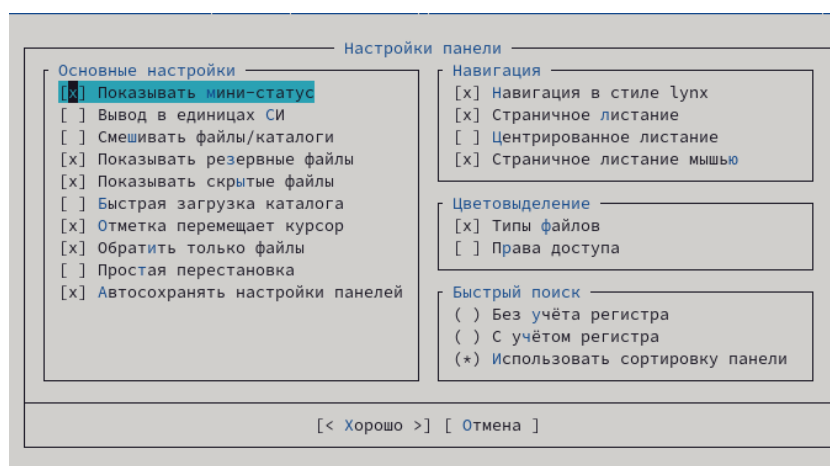 Настройки панели
Основные настройки
[x] Показывать мини-статус
[ ] Вывод в единицах СИ
[ ] Смешивать файлы/каталоги
[x] Показывать резервные файлы
[x] Показывать скрытые файлы
[ ] Быстрая загрузка каталога
[x] Отметка перемещает курсор
[x] Обратить только файлы
[ ] Простая перестановка
[x] Автосохранять настройки панелей
Навигация
[x] Навигация в стиле lynx
[x] Страничное листание
[ ] Центрированное листание
[x] Страничное листание мышью
Цветовыделение
[x] Типы файлов
[ ] Права доступа
Быстрый поиск
( ) Без учёта регистра
( ) С учётом регистра
(*) Использовать сортировку панели
[< Хорошо >] [ Отмена ]